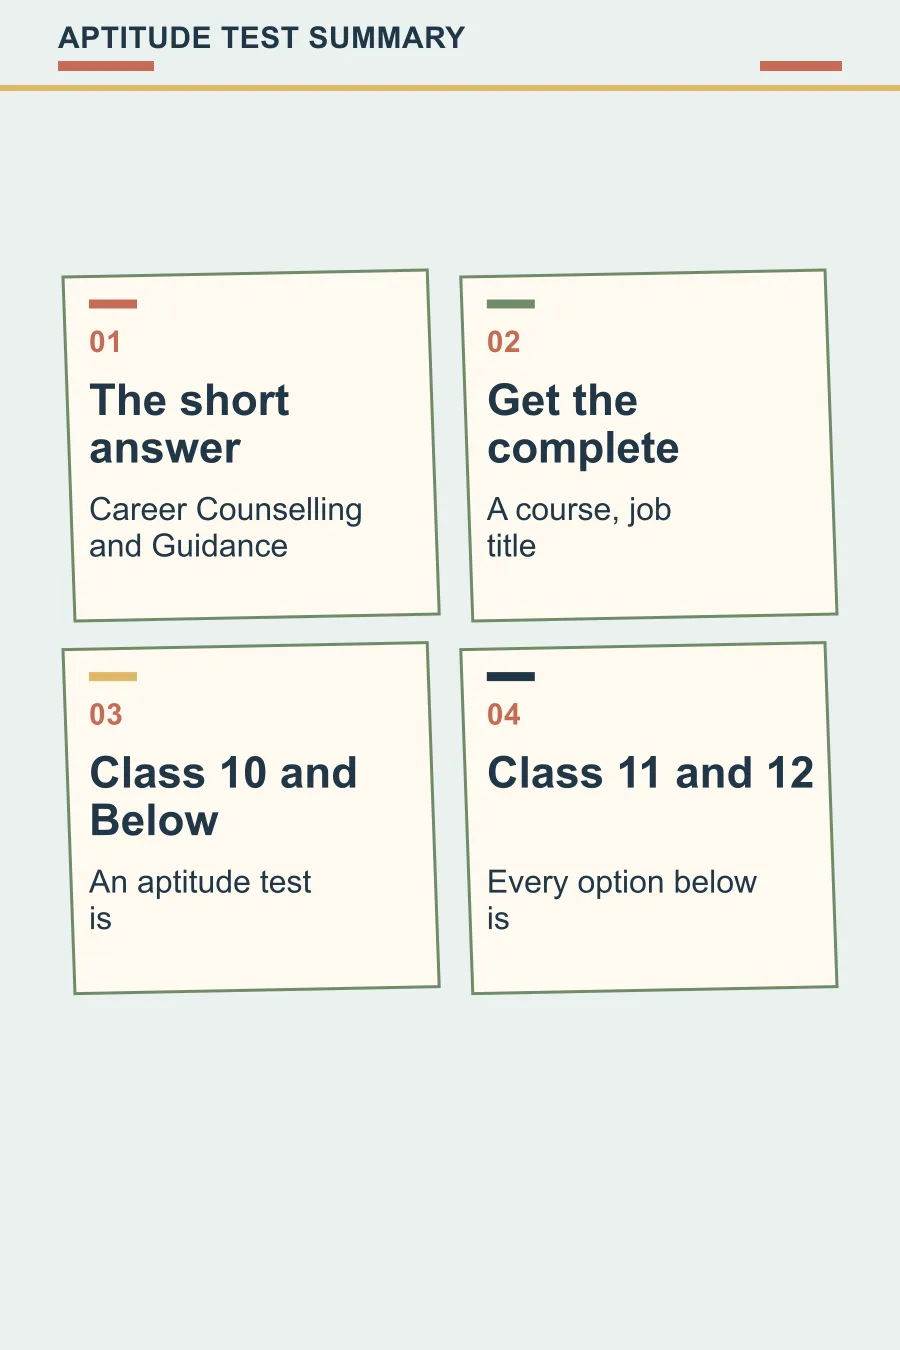 APTITUDE TEST SUMMARY
01
The short
answer
Career Counselling
and Guidance
02
Get the
complete
A course, job
title
03
Class 10 and
Below
An aptitude test
is
04
Class 11 and 12
Every option below
is